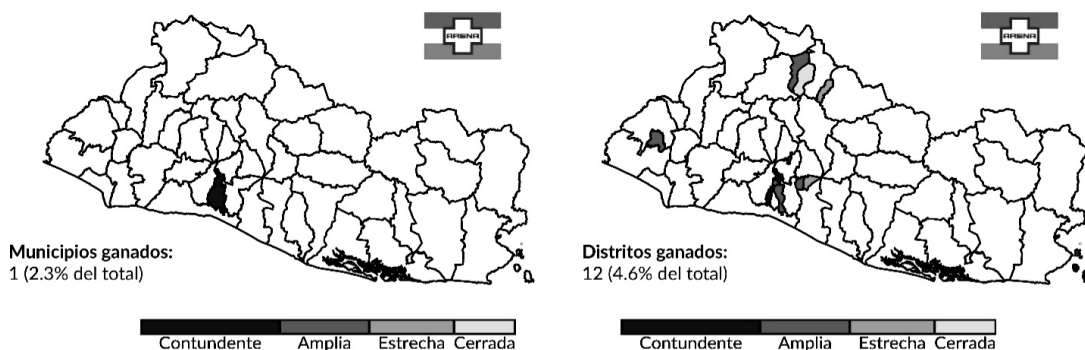 ARENA
Municipios ganados:
1 (2.3% del total)
Contundente Amplia Estrecha Cerrada
ARENA
Distritos ganados:
12 (4.6% del total)
Contundente Amplia Estrecha Cerrada